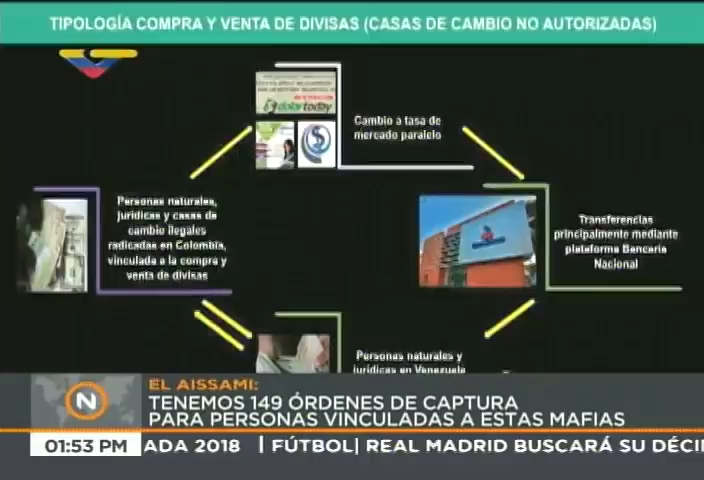 TIPOLOGÍA COMPRA Y VENTA DE DIVISAS (CASAS DE CAMBIO NO AUTORIZADAS)
dolartoday
Cambio a tasa de
mercado paralelo
Personas naturales,
jurídicas y casas de
cambio ilegales
radicadas en Colombia,
vinculada a la compra y
venta de divisas
Transferencias
principalmente mediante
plataforma Bancaria
Nacional
Personas naturales y
jurídicas en Venezuela
N
EL AISSAMI:
TENEMOS 149 ÓRDENES DE CAPTURA
PARA PERSONAS VINCULADAS A ESTAS MAFIAS
01:53 PM ADA 2018 | FÚTBOL| REAL MADRID BUSCARÁ SU DÉCI